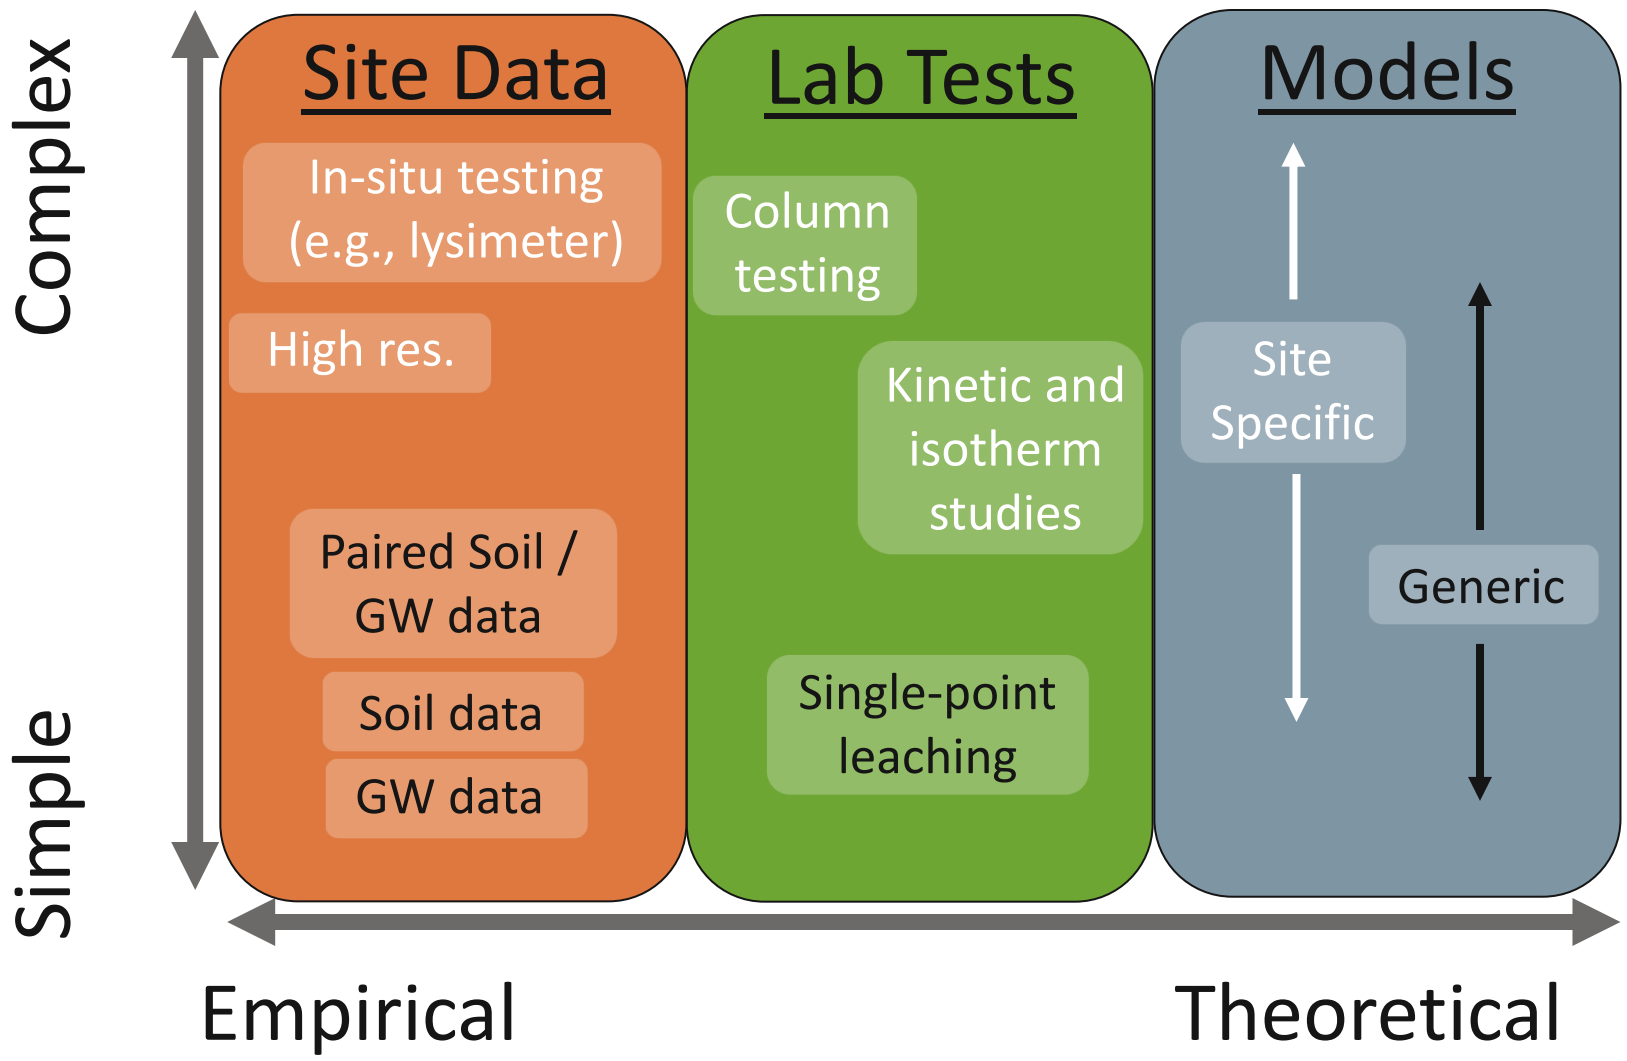 Complex
Simple
Site Data
In-situ testing
(e.g., lysimeter)
High res.
Paired Soil /
GW data
Soil data
GW data
Lab Tests
Column
testing
Kinetic and
isotherm
studies
Single-point
leaching
Models
Site
Specific
Generic
Empirical
Theoretical